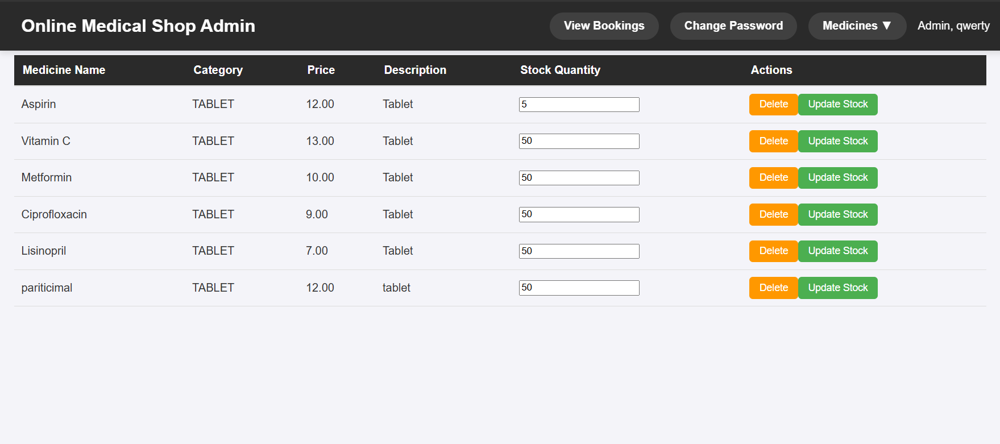 Online Medical Shop Admin View Bookings Change Password Medicines ▼ Admin, qwerty
Medicine Name Category Price Description Stock Quantity Actions
Aspirin TABLET 12.00 Tablet 5 Delete Update Stock
Vitamin C TABLET 13.00 Tablet 50 Delete Update Stock
Metformin TABLET 10.00 Tablet 50 Delete Update Stock
Ciprofloxacin TABLET 9.00 Tablet 50 Delete Update Stock
Lisinopril TABLET 7.00 Tablet 50 Delete Update Stock
pariticimal TABLET 12.00 tablet 50 Delete Update Stock